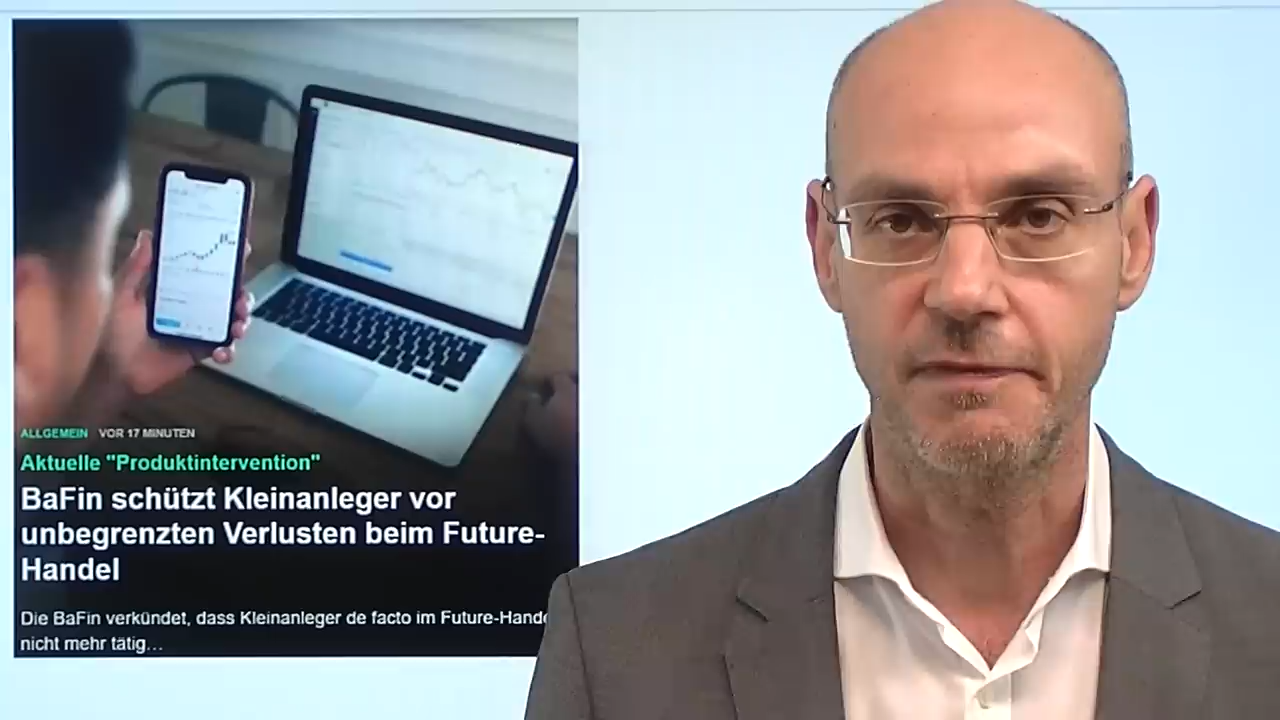 ALLGEMEIN VOR 17 MINUTEN
Aktuelle "Produktintervention"
BaFin schützt Kleinanleger vor
unbegrenzten Verlusten beim Future-
Handel
Die BaFin verkündet, dass Kleinanleger de facto im Future-Hande
nicht mehr tätig…